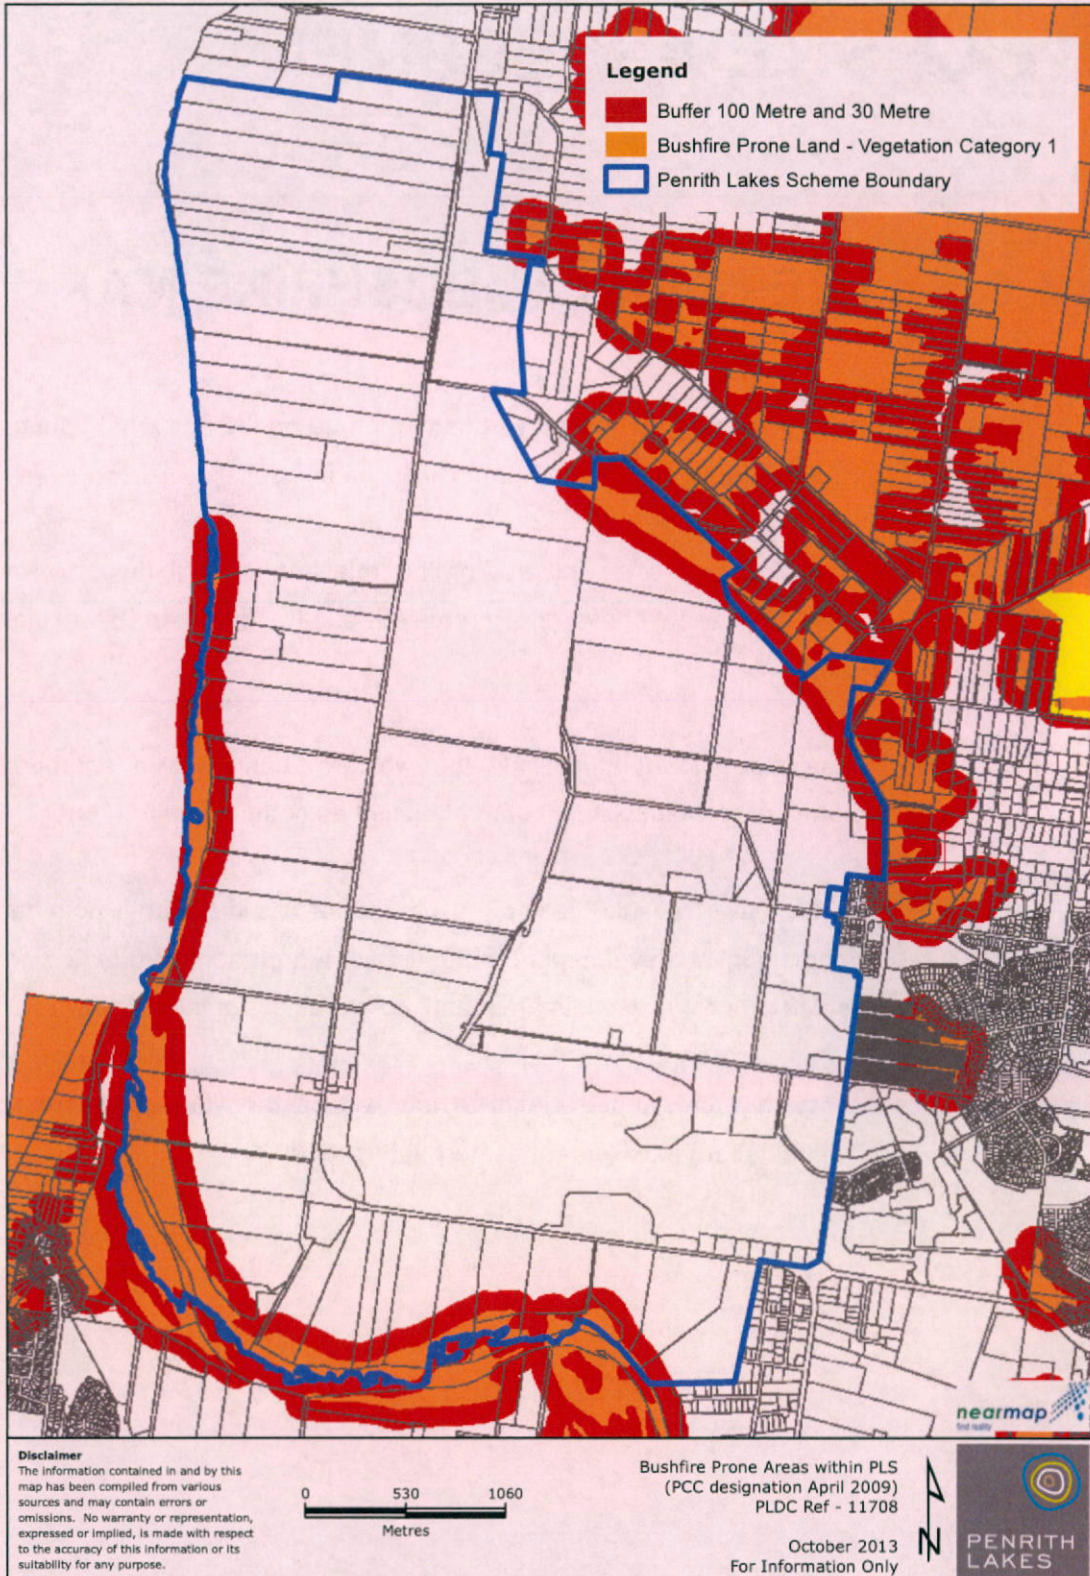 Legend
Buffer 100 Metre and 30 Metre
Bushfire Prone Land - Vegetation Category 1
Penrith Lakes Scheme Boundary
nearmap
find reality
Disclaimer
The information contained in and by this
map has been compiled from various
sources and may contain errors or
omissions. No warranty or representation,
expressed or implied, is made with respect
to the accuracy of this information or its
suitability for any purpose.
0 530 1060
Metres
Bushfire Prone Areas within PLS
(PCC designation April 2009)
PLDC Ref - 11708
October 2013
For Information Only
N
PENRITH
LAKES